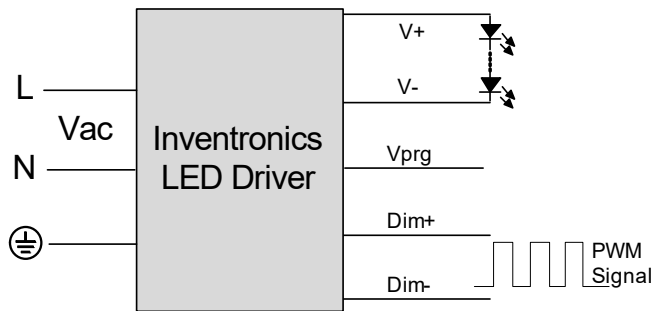 L
Vac
N
Inventronics
LED Driver
V+
V-
Vprg
Dim+
Dim-
PWM
Signal